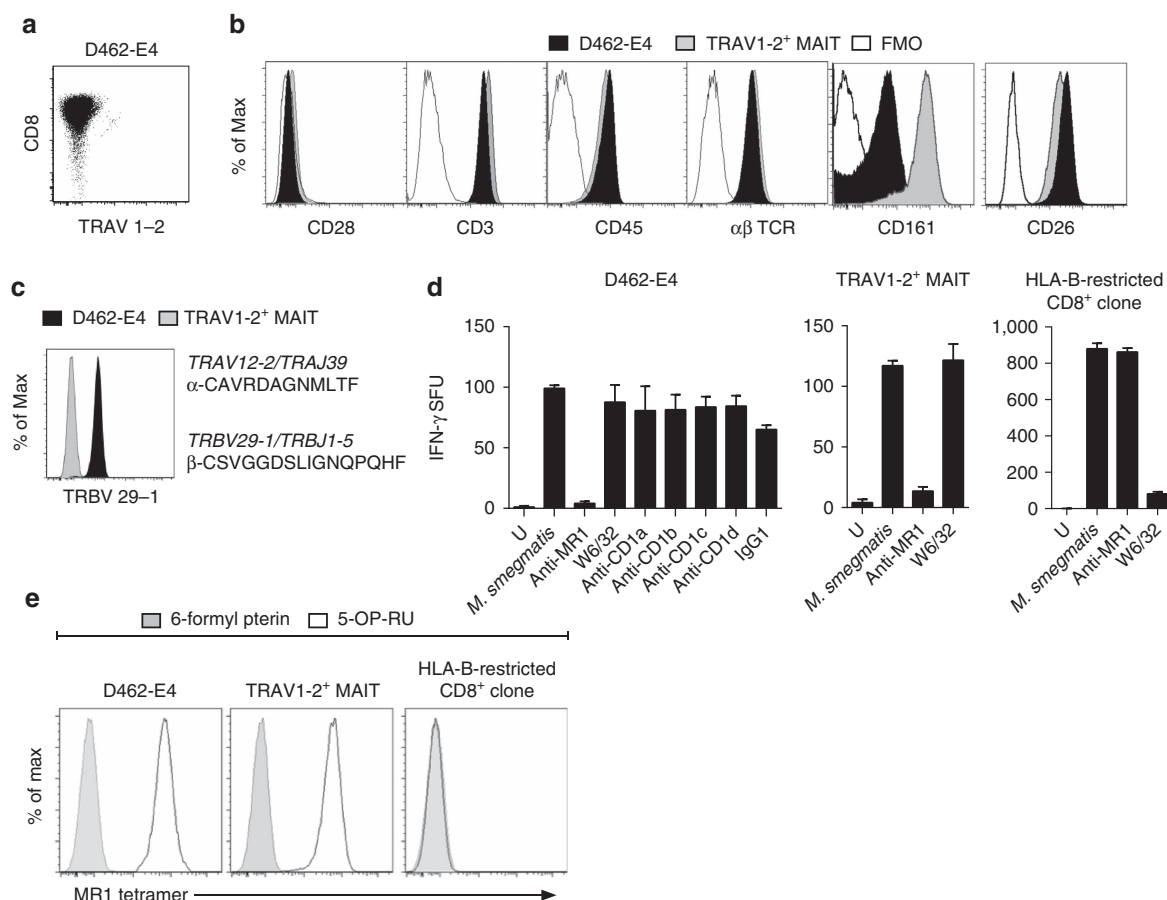 a
D462-E4
CD8
TRAV 1–2
b
D462-E4 TRAV1-2+ MAIT FMO
% of Max
CD28 CD3 CD45 αβ TCR CD161 CD26
c
D462-E4 TRAV1-2+ MAIT
% of Max
TRBV 29–1
TRAV12-2/TRAJ39
α-CAVRDAGNMLTF
TRBV29-1/TRBJ1-5
β-CSVGGDSLIGNQPQHF
d
D462-E4
IFN-γ SFU
150
100
50
0
U
M. smegmatis
Anti-MR1
W6/32
Anti-CD1a
Anti-CD1b
Anti-CD1c
Anti-CD1d
IgG1
TRAV1-2+ MAIT
150
100
50
0
U
M. smegmatis
Anti-MR1
W6/32
HLA-B-restricted
CD8+ clone
1,000
800
600
400
200
0
U
M. smegmatis
Anti-MR1
W6/32
e
6-formyl pterin 5-OP-RU
D462-E4
TRAV1-2+ MAIT
HLA-B-restricted
CD8+ clone
% of max
MR1 tetramer